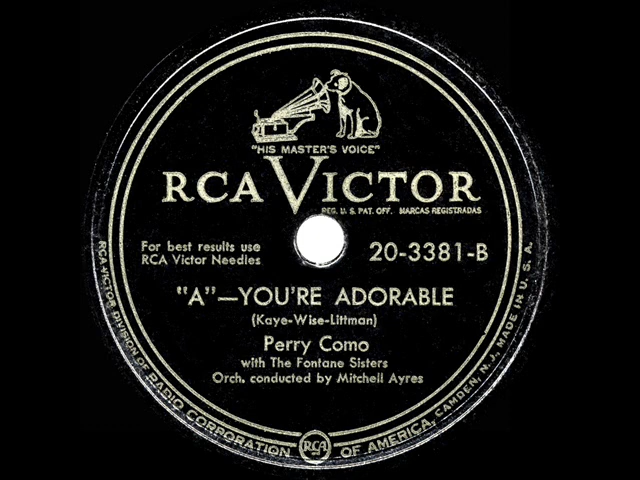 "HIS MASTER'S VOICE"
RCA VICTOR
REG. U. S. PAT. OFF. MARCAS REGISTRADAS
For best results use
RCA Victor Needles
20-3381-B
"A"—YOU'RE ADORABLE
(Kaye-Wise-Littman)
Perry Como
with The Fontane Sisters
Orch. conducted by Mitchell Ayres
RCA-VICTOR DIVISION OF RADIO CORPORATION OF AMERICA, CAMDEN, N.J., MADE IN U.S.A.
RCA